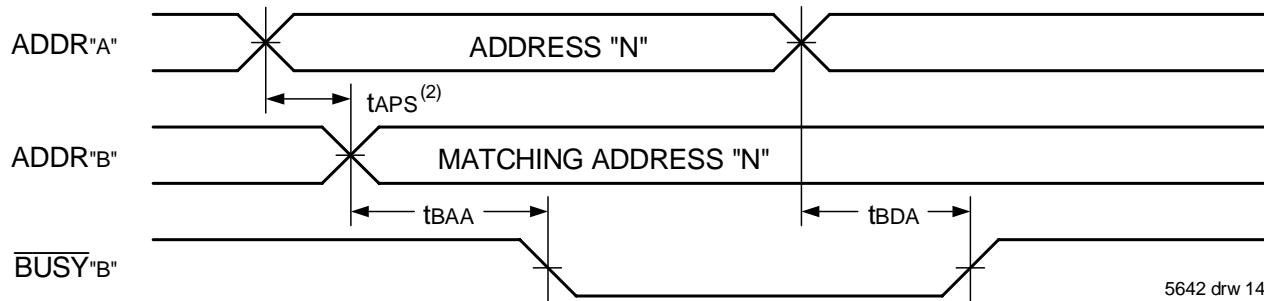 ADDR"A"
ADDRESS "N"
tAPS(2)
ADDR"B"
MATCHING ADDRESS "N"
tBAA
tBDA
BUSY"B"
5642 drw 14